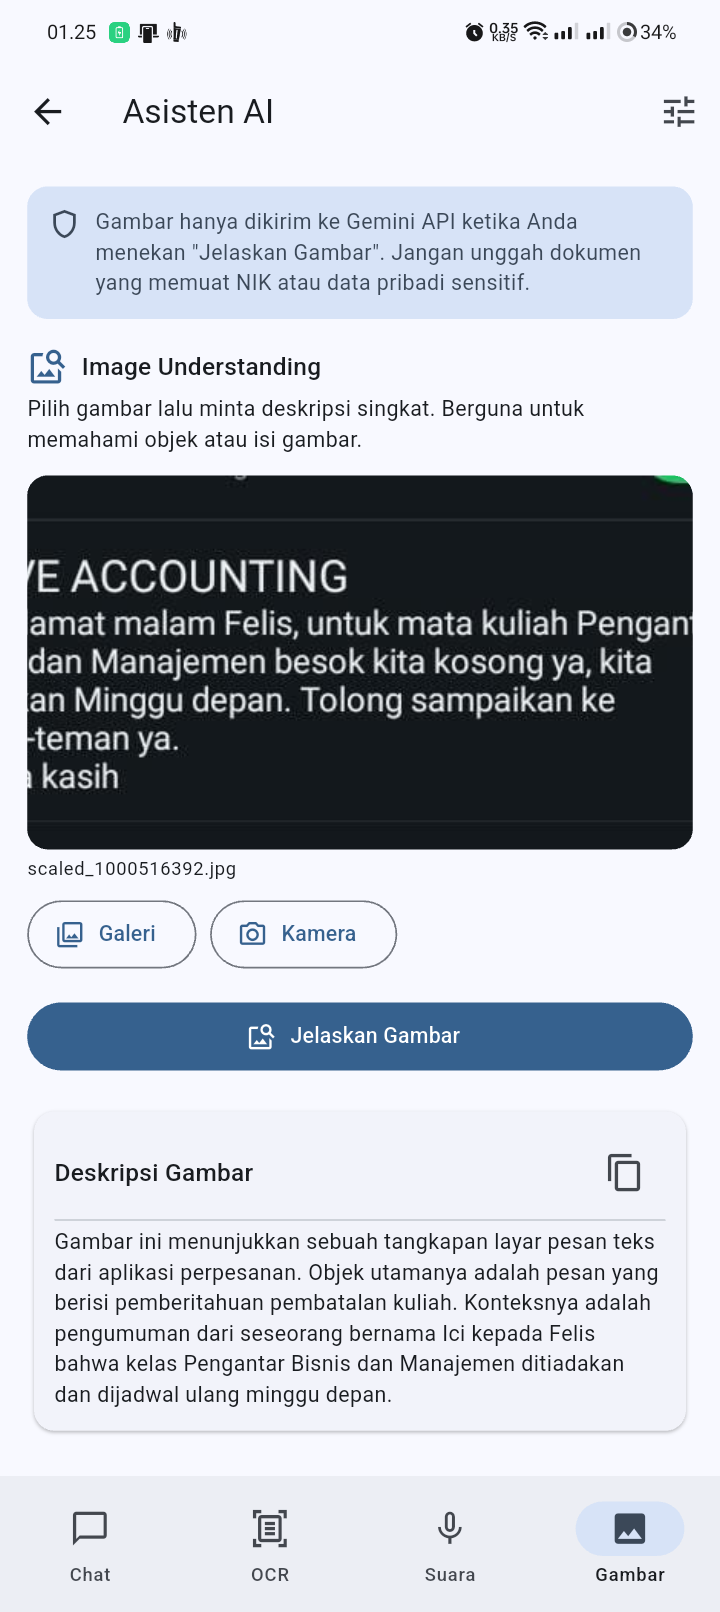 01.25
0.35
KB/S
34%
Asisten AI
Gambar hanya dikirim ke Gemini API ketika Anda
menekan "Jelaskan Gambar". Jangan unggah dokumen
yang memuat NIK atau data pribadi sensitif.
Image Understanding
Pilih gambar lalu minta deskripsi singkat. Berguna untuk
memahami objek atau isi gambar.
E ACCOUNTING
amat malam Felis, untuk mata kuliah Pengant
dan Manajemen besok kita kosong ya, kita
an Minggu depan. Tolong sampaikan ke
-teman ya.
kasih
scaled_1000516392.jpg
Galeri
Kamera
Jelaskan Gambar
Deskripsi Gambar
Gambar ini menunjukkan sebuah tangkapan layar pesan teks
dari aplikasi perpesanan. Objek utamanya adalah pesan yang
berisi pemberitahuan pembatalan kuliah. Konteksnya adalah
pengumuman dari seseorang bernama Ici kepada Felis
bahwa kelas Pengantar Bisnis dan Manajemen ditiadakan
dan dijadwal ulang minggu depan.
Chat
OCR
Suara
Gambar